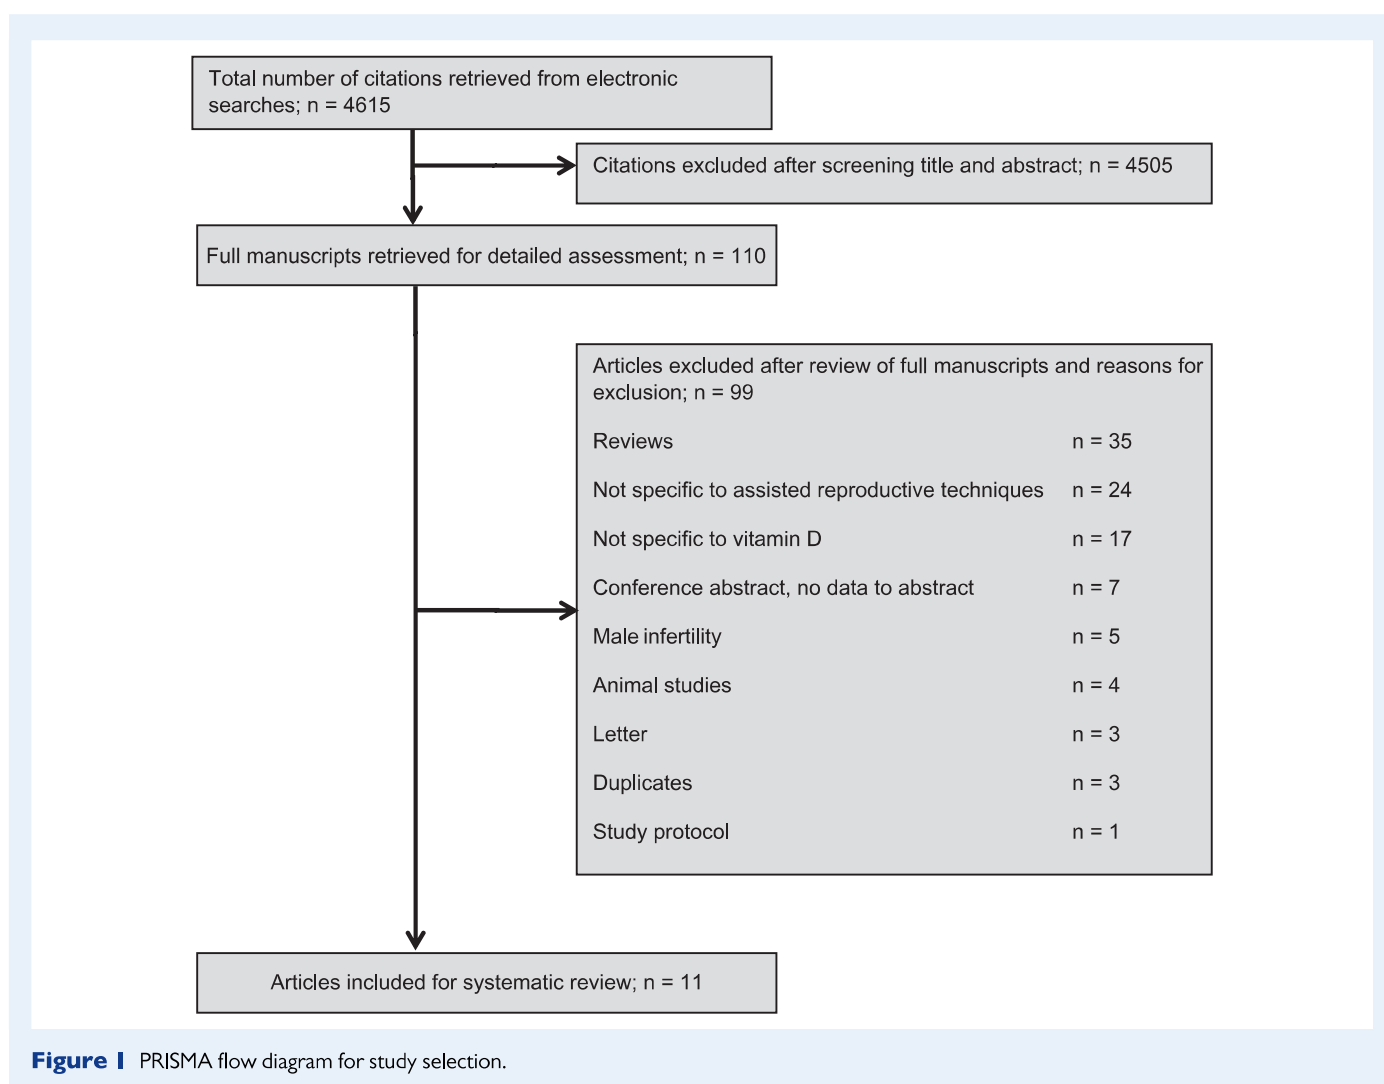 Total number of citations retrieved from electronic
searches; n = 4615
Citations excluded after screening title and abstract; n = 4505
Full manuscripts retrieved for detailed assessment; n = 110
Articles excluded after review of full manuscripts and reasons for
exclusion; n = 99
Reviews n = 35
Not specific to assisted reproductive techniques n = 24
Not specific to vitamin D n = 17
Conference abstract, no data to abstract n = 7
Male infertility n = 5
Animal studies n = 4
Letter n = 3
Duplicates n = 3
Study protocol n = 1
Articles included for systematic review; n = 11
Figure 1 PRISMA flow diagram for study selection.